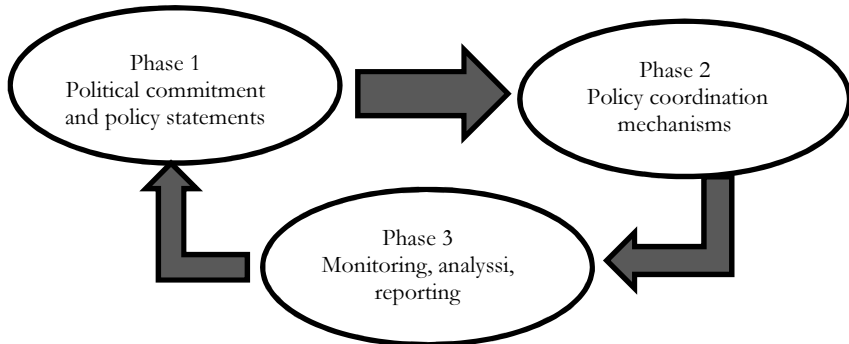 Phase 1
Political commitment
and policy statements
Phase 2
Policy coordination
mechanisms
Phase 3
Monitoring, analyssi,
reporting